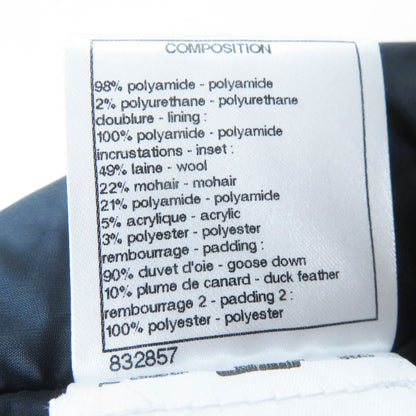 COMPOSITION
98% polyamide - polyamide
2% polyurethane - polyurethane
doublure - lining :
100% polyamide - polyamide
incrustations - inset :
49% laine - wool
22% mohair - mohair
21% polyamide - polyamide
5% acrylique - acrylic
3% polyester - polyester
rembourrage - padding :
90% duvet d'oie - goose down
10% plume de canard - duck feather
rembourrage 2 - padding 2 :
100% polyester - polyester
832857